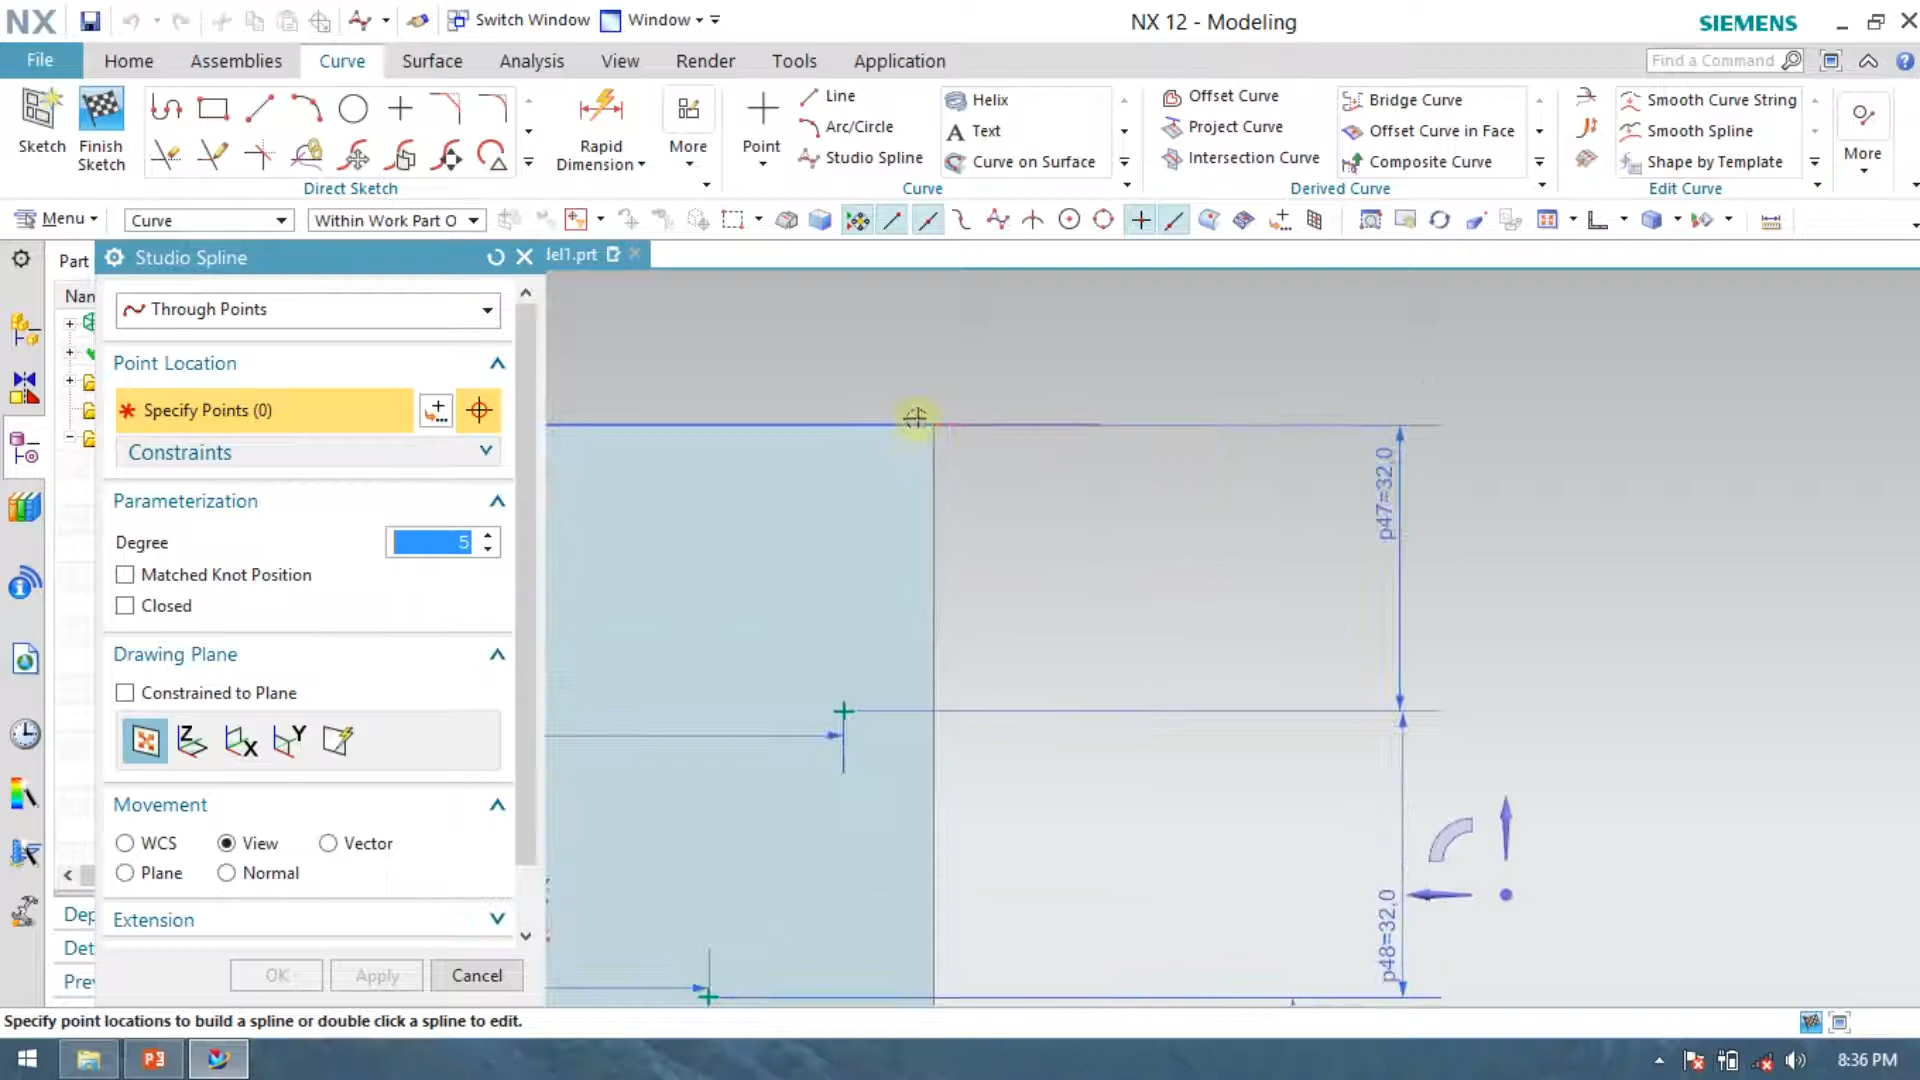 NX
Switch Window
Window
NX 12 - Modeling
SIEMENS
File
Home
Assemblies
Curve
Surface
Analysis
View
Render
Tools
Application
Find a Command
Sketch
Finish Sketch
Direct Sketch
Rapid Dimension
More
Point
Line
Arc/Circle
Studio Spline
Helix
A Text
Curve on Surface
Curve
Offset Curve
Project Curve
Intersection Curve
Bridge Curve
Offset Curve in Face
Composite Curve
Derived Curve
Smooth Curve String
Smooth Spline
Shape by Template
Edit Curve
More
Menu
Curve
Within Work Part O
Part
Nan
Studio Spline
del1.prt
Through Points
Point Location
* Specify Points (0)
Constraints
Parameterization
Degree
5
Matched Knot Position
Closed
Drawing Plane
Constrained to Plane
Z
X
Y
Movement
WCS
View
Vector
Plane
Normal
Extension
Dep
Det
Prev
OK
Apply
Cancel
p47=32,0
p48=32,0
Specify point locations to build a spline or double click a spline to edit.
8:36 PM